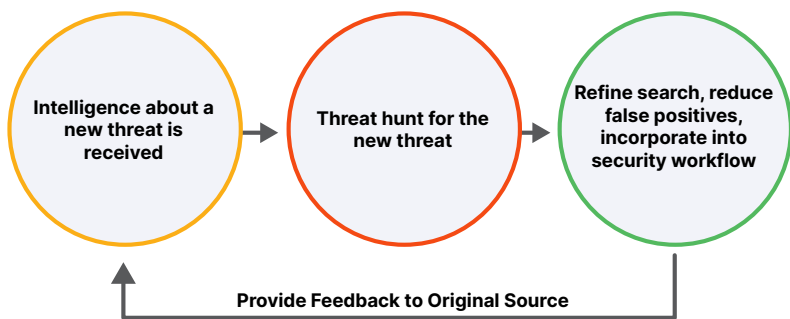 Intelligence about a
new threat is
received
Threat hunt for the
new threat
Refine search, reduce
false positives,
incorporate into
security workflow
Provide Feedback to Original Source